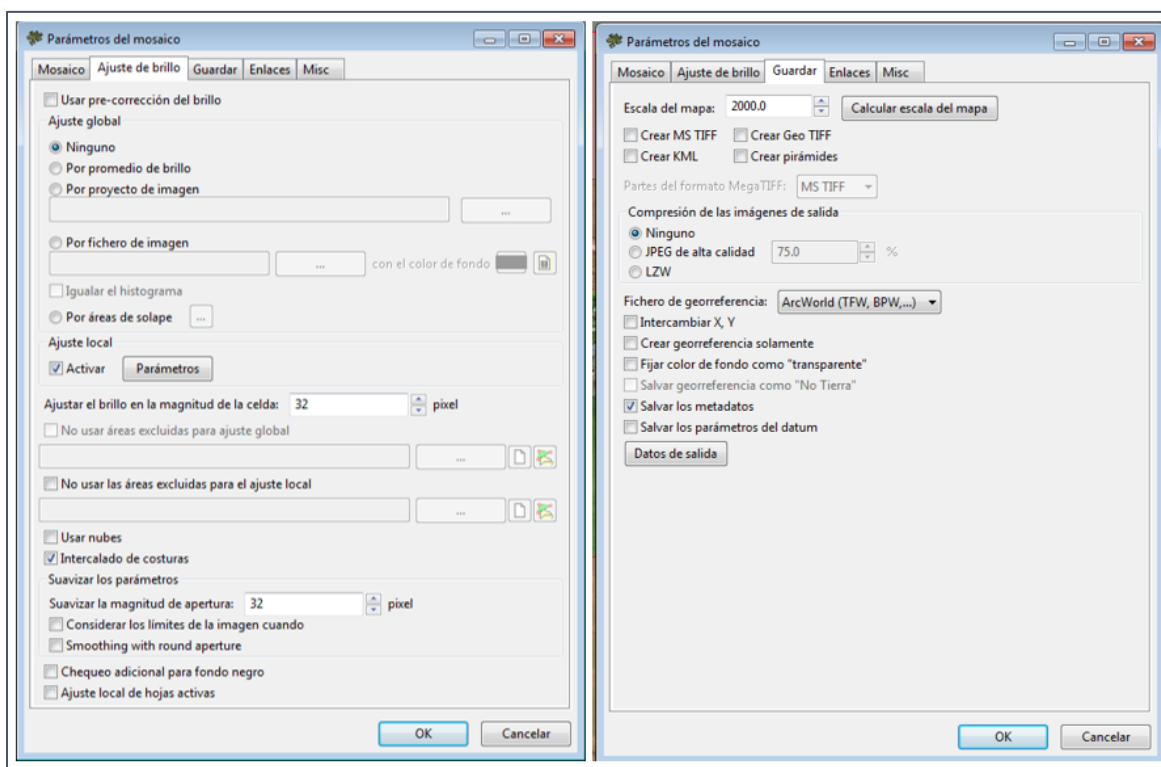 Parámetros del mosaico
Mosaico Ajuste de brillo Guardar Enlaces Misc
Usar pre-corrección del brillo
Ajuste global
Ninguno
Por promedio de brillo
Por proyecto de imagen
...
Por fichero de imagen
... con el color de fondo
Igualar el histograma
Por áreas de solape ...
Ajuste local
Activar Parámetros
Ajustar el brillo en la magnitud de la celda: 32 pixel
No usar áreas excluidas para ajuste global
...
No usar las áreas excluidas para el ajuste local
...
Usar nubes
Intercalado de costuras
Suavizar los parámetros
Suavizar la magnitud de apertura: 32 pixel
Considerar los límites de la imagen cuando
Smoothing with round aperture
Chequeo adicional para fondo negro
Ajuste local de hojas activas
OK Cancelar
Parámetros del mosaico
Mosaico Ajuste de brillo Guardar Enlaces Misc
Escala del mapa: 2000.0 Calcular escala del mapa
Crear MS TIFF Crear Geo TIFF
Crear KML Crear pirámides
Partes del formato MegaTIFF: MS TIFF
Compresión de las imágenes de salida
Ninguno
JPEG de alta calidad 75.0 %
LZW
Fichero de georreferencia: ArcWorld (TFW, BPW,...)
Intercambiar X, Y
Crear georreferencia solamente
Fijar color de fondo como "transparente"
Salvar georreferencia como "No Tierra"
Salvar los metadatos
Salvar los parámetros del datum
Datos de salida
OK Cancelar